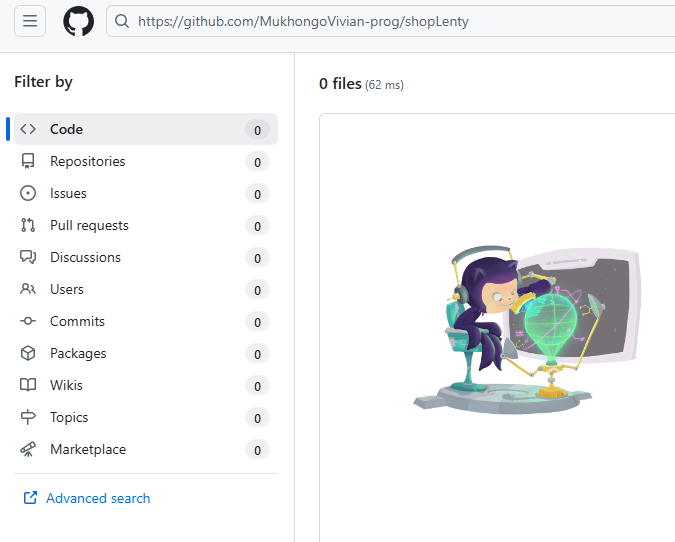 https://github.com/MukhongoVivian-prog/shopLenty
Filter by
0 files (62 ms)
Code 0
Repositories 0
Issues 0
Pull requests 0
Discussions 0
Users 0
Commits 0
Packages 0
Wikis 0
Topics 0
Marketplace 0
Advanced search